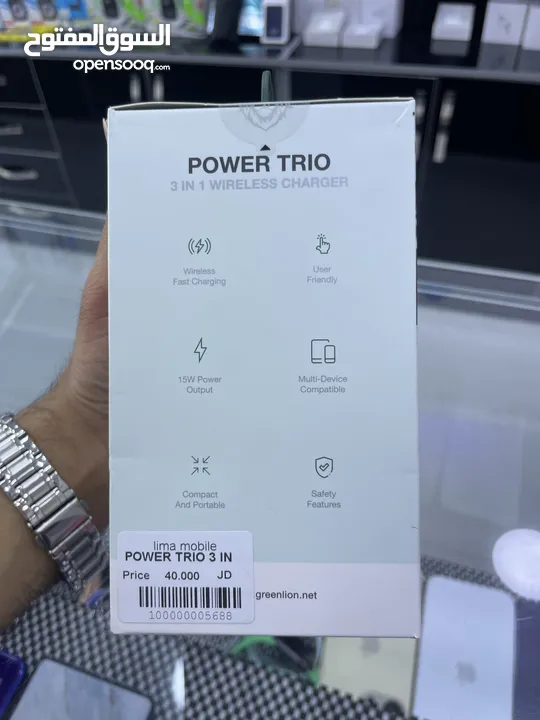 السوق المفتوح
opensooq.com
POWER TRIO
3 IN 1 WIRELESS CHARGER
Wireless
Fast Charging
User
Friendly
15W Power
Output
Multi-Device
Compatible
Compact
And Portable
Safety
Features
lima mobile
POWER TRIO 3 IN
Price 40.000 JD
100000005688
greenlion.net